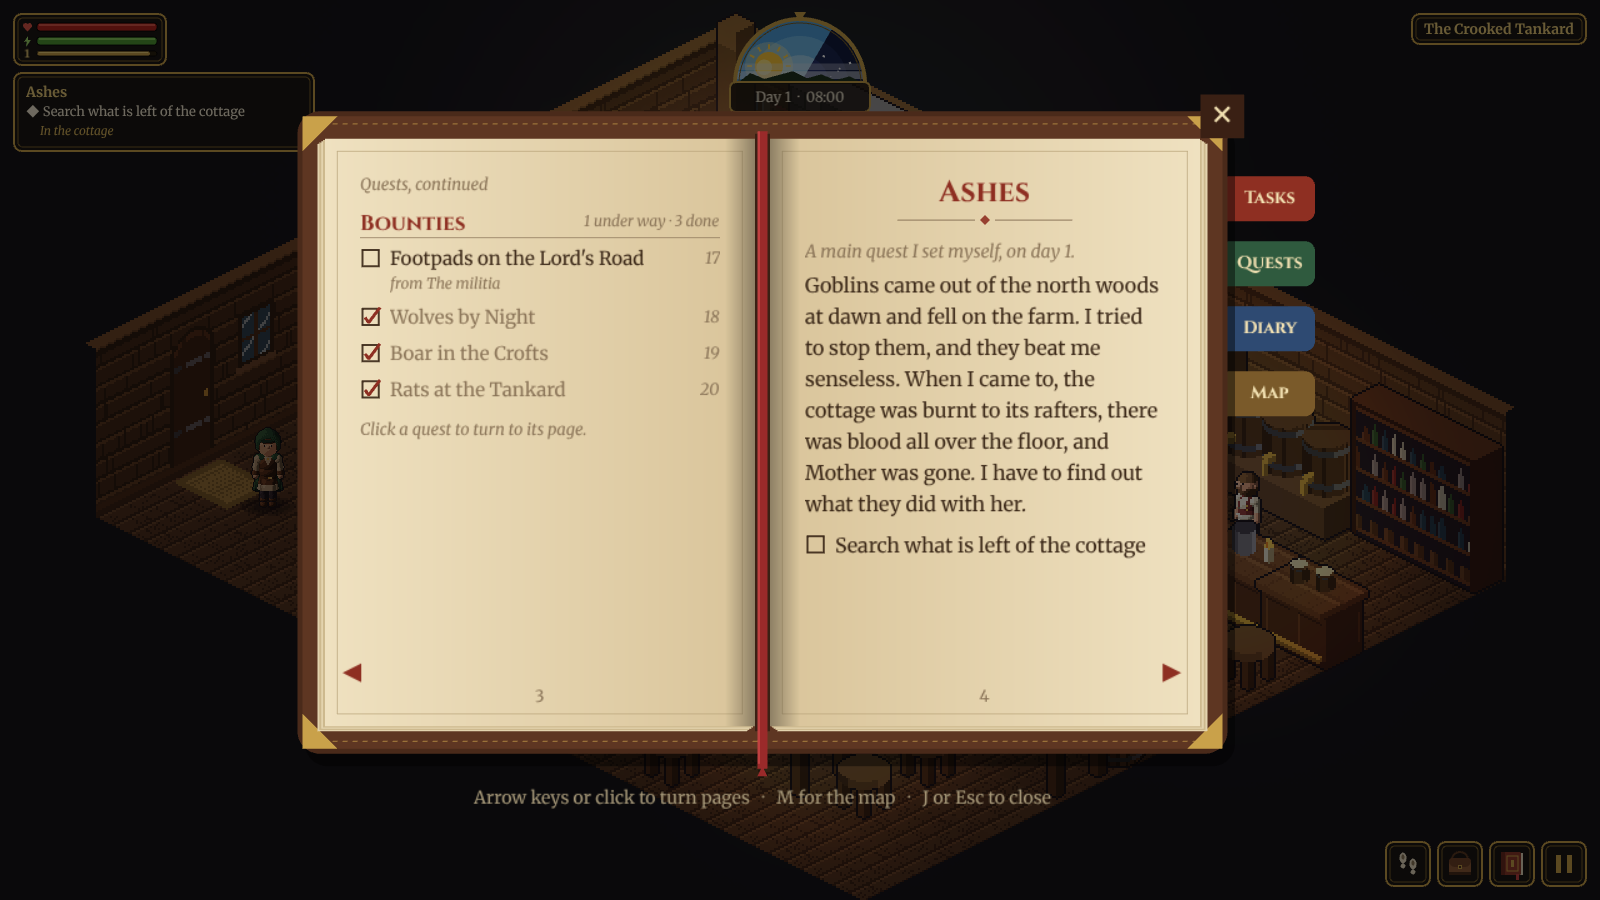 1
Ashes
◆ Search what is left of the cottage
In the cottage
Day 1 · 08:00
The Crooked Tankard
✕
Quests, continued
BOUNTIES 1 under way · 3 done
Footpads on the Lord's Road 17
from The militia
Wolves by Night 18
Boar in the Crofts 19
Rats at the Tankard 20
Click a quest to turn to its page.
3
ASHES
A main quest I set myself, on day 1.
Goblins came out of the north woods
at dawn and fell on the farm. I tried
to stop them, and they beat me
senseless. When I came to, the
cottage was burnt to its rafters, there
was blood all over the floor, and
Mother was gone. I have to find out
what they did with her.
Search what is left of the cottage
4
TASKS
QUESTS
DIARY
MAP
Arrow keys or click to turn pages · M for the map · J or Esc to close